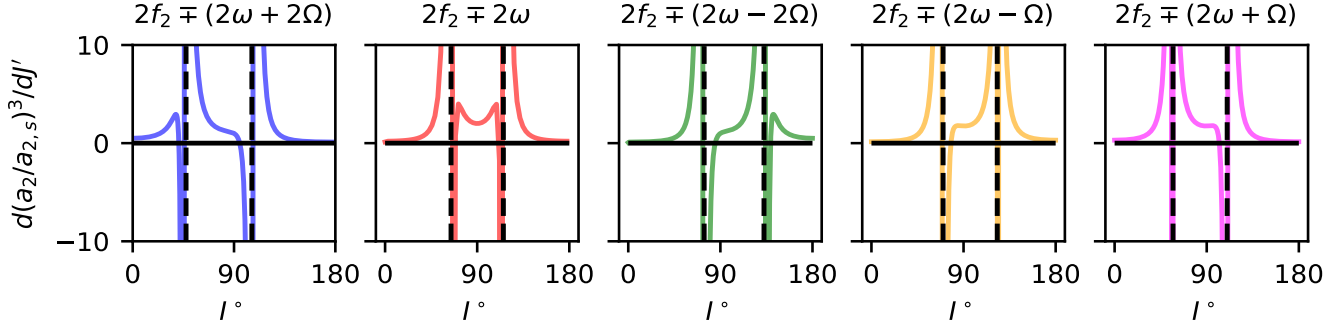 2f₂ ∓ (2ω + 2Ω) 2f₂ ∓ 2ω 2f₂ ∓ (2ω − 2Ω) 2f₂ ∓ (2ω − Ω) 2f₂ ∓ (2ω + Ω)
d(a₂/a₂,ₛ)³/dJ′
10
0
−10
0 90 180 0 90 180 0 90 180 0 90 180 0 90 180
I° I° I° I° I°